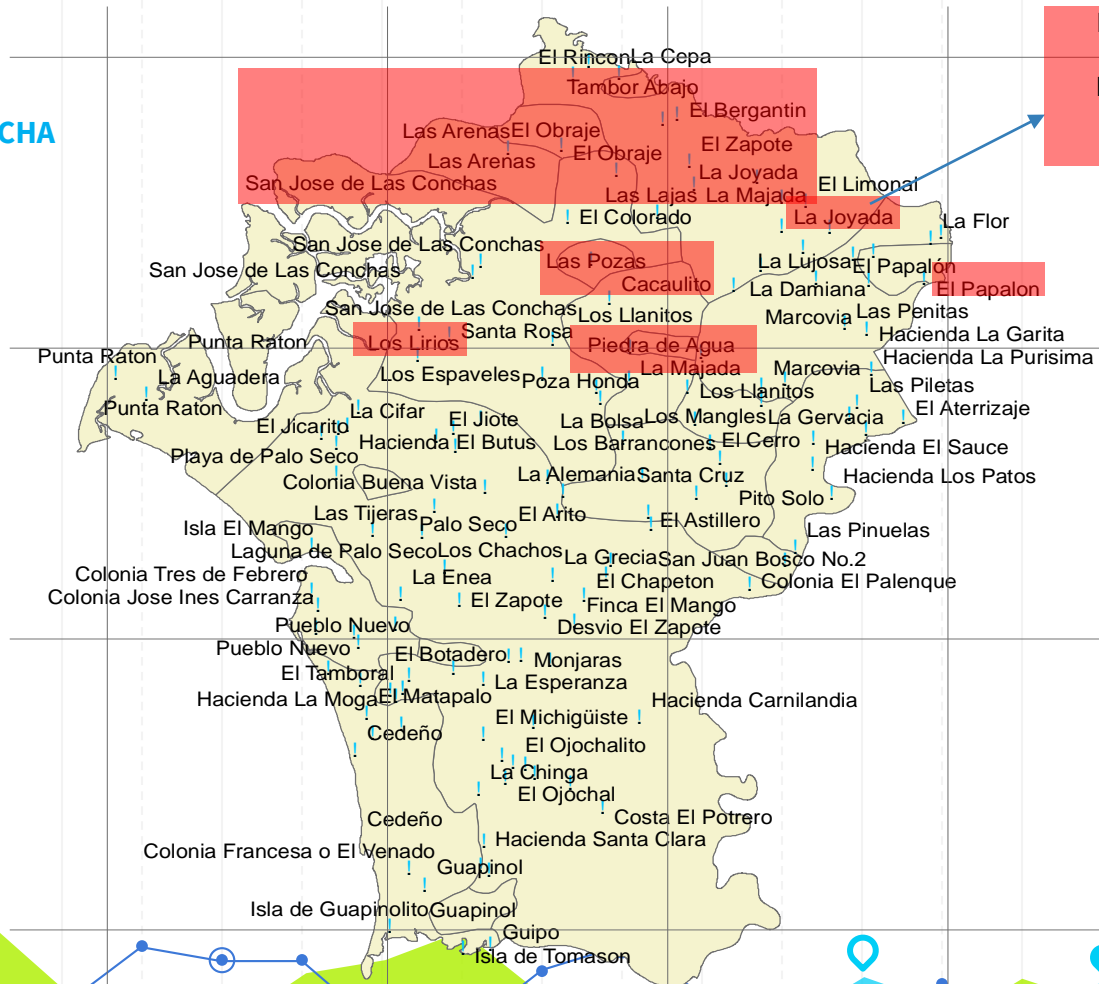 El Rincon La Cepa
Tambor Abajo
El Bergantin
CHA
Las Arenas El Obraje
El Zapote
El Obraje
Las Arenas
La Joyada
San Jose de Las Conchas
El Limonal
Las Lajas La Majada
El Colorado
La Joyada
La Flor
San Jose de Las Conchas
Las Pozas
La Lujosa
El Papalón
San Jose de Las Conchas
Cacaulito
La Damiana
El Papalon
San Jose de Las Conchas
Los Llanitos
Marcovia
Las Penitas
Santa Rosa
Hacienda La Garita
Punta Raton
Los Lirios
Piedra de Agua
Punta Raton
Hacienda La Purisima
La Majada
Marcovia
La Aguadera
Los Espaveles
Poza Honda
Los Llanitos
Las Piletas
Punta Raton
La Cifar
El Jiote
El Aterrizaje
El Jicarito
La Bolsa
Los Mangles
La Gervacia
Hacienda El Butus
Los Barrancones
El Cerro
Hacienda El Sauce
Playa de Palo Seco
La Alemania
Santa Cruz
Hacienda Los Patos
Colonia Buena Vista
Pito Solo
Las Tijeras
El Arito
Isla El Mango
Palo Seco
El Astillero
Las Pinuelas
Laguna de Palo Seco
Los Chachos
La Grecia
San Juan Bosco No.2
Colonia Tres de Febrero
La Enea
El Chapeton
Colonia El Palenque
Colonia Jose Ines Carranza
El Zapote
Finca El Mango
Pueblo Nuevo
Desvio El Zapote
Pueblo Nuevo
El Botadero
Monjaras
El Tamboral
La Esperanza
Hacienda La Moga
El Matapalo
Hacienda Carnilandia
El Michigüiste
Cedeño
El Ojochalito
La Chinga
El Ojochal
Cedeño
Costa El Potrero
Hacienda Santa Clara
Colonia Francesa o El Venado
Guapinol
Isla de Guapinolito
Guapinol
Guipo
Isla de Tomason